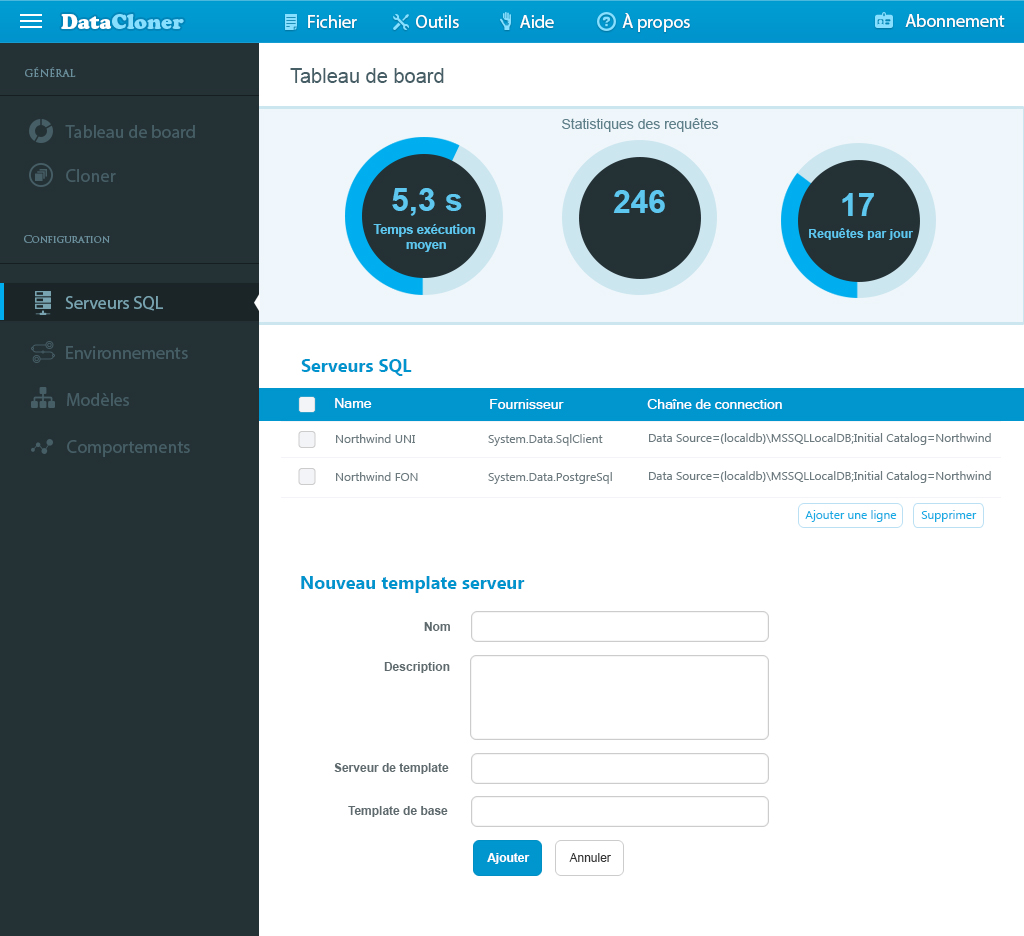 DataCloner
Fichier
Outils
Aide
À propos
Abonnement
GÉNÉRAL
Tableau de board
Cloner
CONFIGURATION
Serveurs SQL
Environnements
Modèles
Comportements
Tableau de board
Statistiques des requêtes
5,3 s
Temps exécution
moyen
246
17
Requêtes par jour
Serveurs SQL
Name Fournisseur Chaîne de connection
Northwind UNI System.Data.SqlClient Data Source=(localdb)\MSSQLLocalDB;Initial Catalog=Northwind
Northwind FON System.Data.PostgreSql Data Source=(localdb)\MSSQLLocalDB;Initial Catalog=Northwind
Ajouter une ligne
Supprimer
Nouveau template serveur
Nom
Description
Serveur de template
Template de base
Ajouter
Annuler